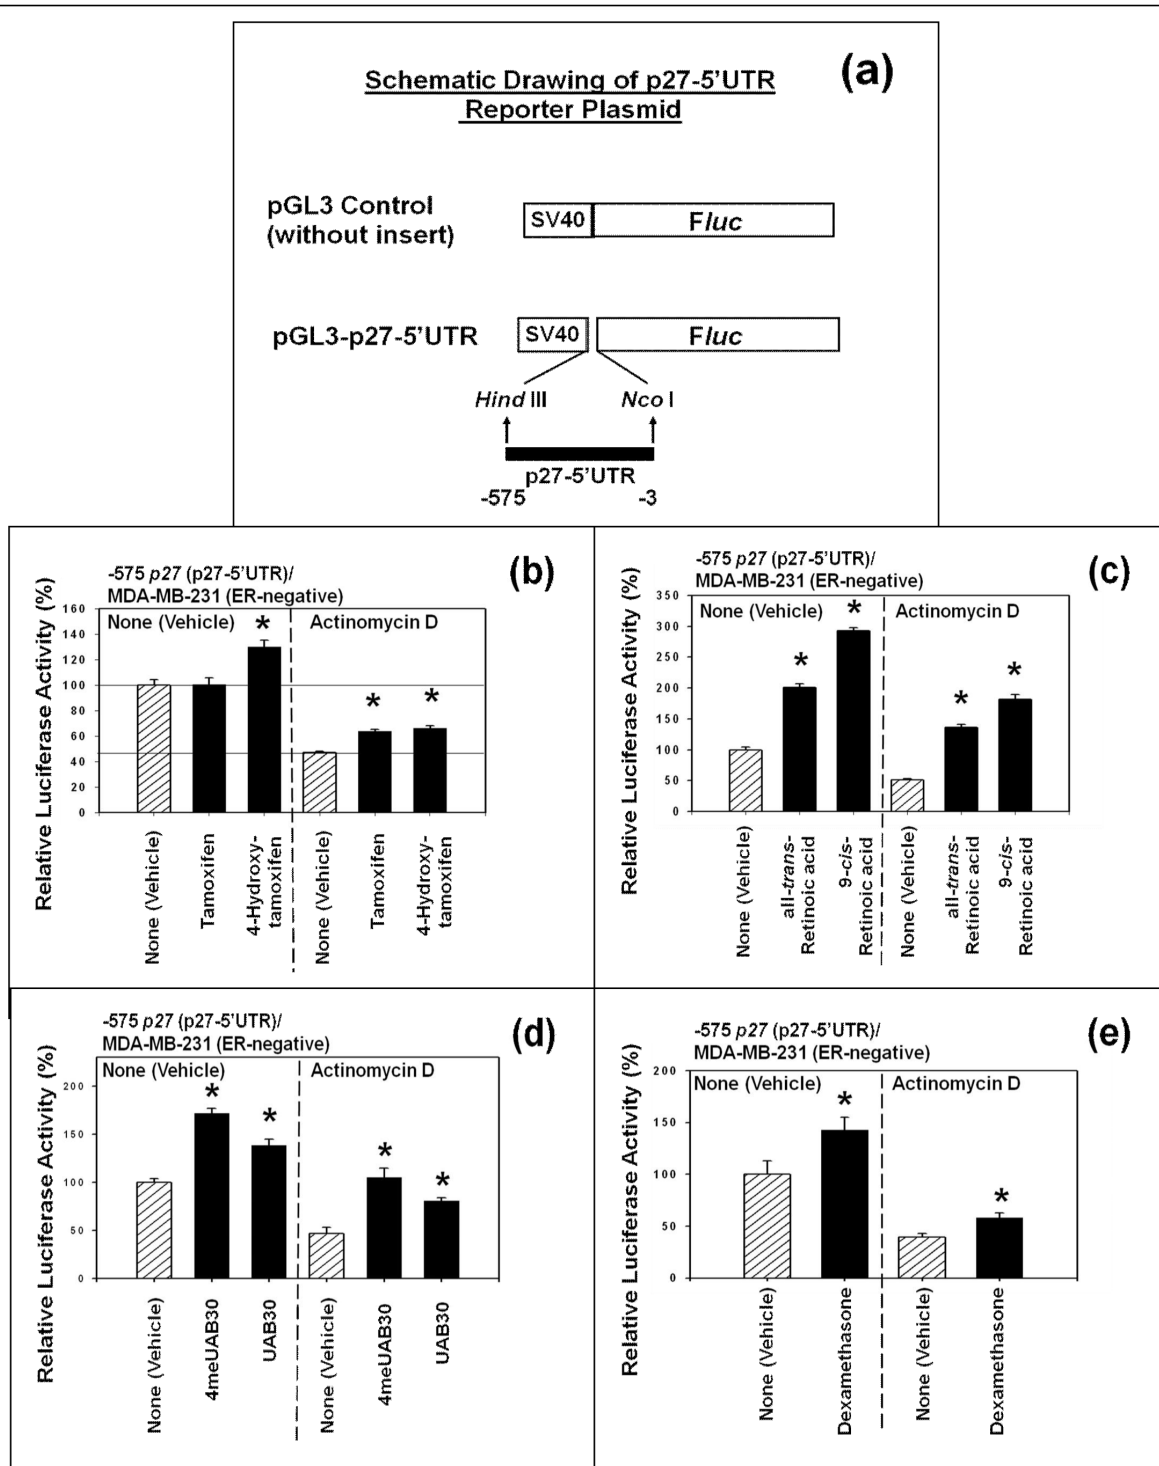 (a)
Schematic Drawing of p27-5'UTR
Reporter Plasmid
pGL3 Control
(without insert)
SV40
Fluc
pGL3-p27-5'UTR
SV40
Fluc
Hind III
Nco I
p27-5'UTR
-575
-3
(b)
-575 p27 (p27-5'UTR)/
MDA-MB-231 (ER-negative)
Relative Luciferase Activity (%)
160
140
120
100
80
60
40
20
0
None (Vehicle)
*
Actinomycin D
*
*
None (Vehicle)
Tamoxifen
4-Hydroxy-
tamoxifen
None (Vehicle)
Tamoxifen
4-Hydroxy-
tamoxifen
(c)
-575 p27 (p27-5'UTR)/
MDA-MB-231 (ER-negative)
Relative Luciferase Activity (%)
350
300
250
200
150
100
50
0
None (Vehicle)
*
*
Actinomycin D
*
*
None (Vehicle)
all-trans-
Retinoic acid
9-cis-
Retinoic acid
None (Vehicle)
all-trans-
Retinoic acid
9-cis-
Retinoic acid
(d)
-575 p27 (p27-5'UTR)/
MDA-MB-231 (ER-negative)
Relative Luciferase Activity (%)
200
150
100
50
0
None (Vehicle)
*
*
Actinomycin D
*
*
None (Vehicle)
4meUAB30
UAB30
None (Vehicle)
4meUAB30
UAB30
(e)
-575 p27 (p27-5'UTR)/
MDA-MB-231 (ER-negative)
Relative Luciferase Activity (%)
200
150
100
50
0
None (Vehicle)
*
Actinomycin D
*
None (Vehicle)
Dexamethasone
None (Vehicle)
Dexamethasone